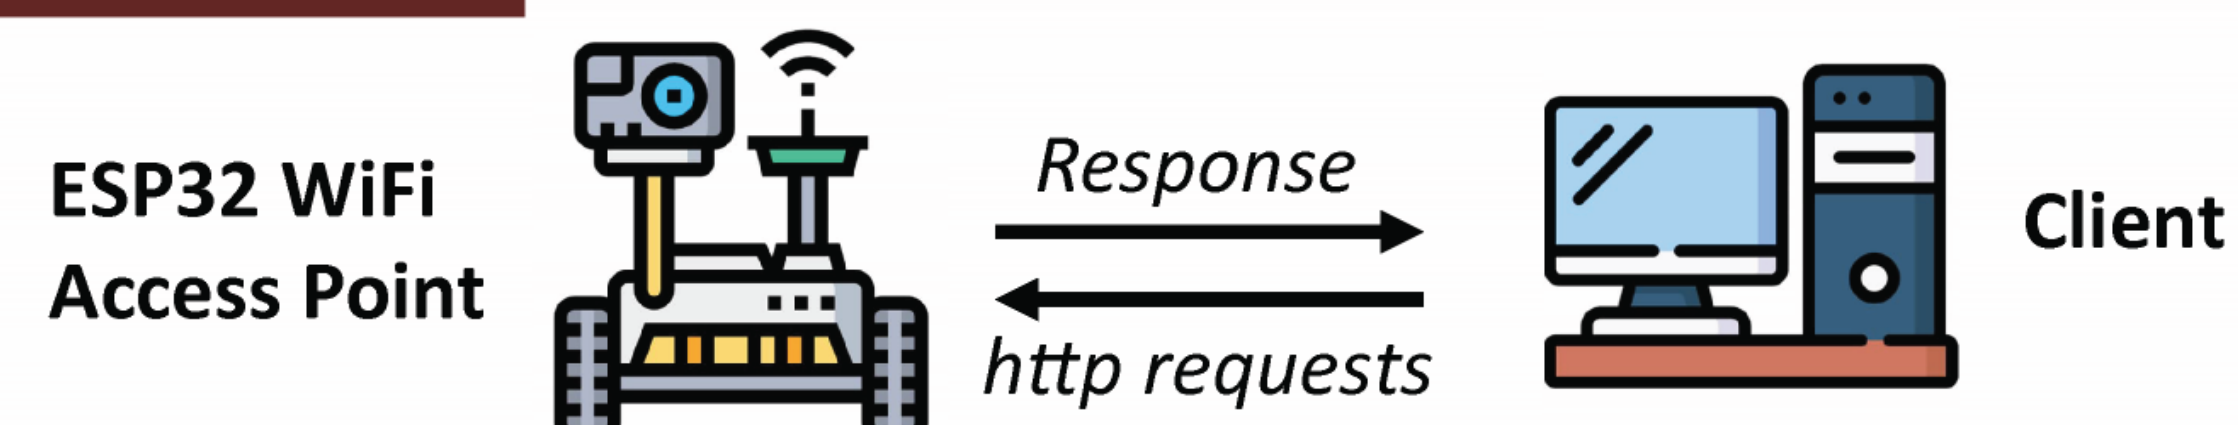 ESP32 WiFi
Access Point
Response
http requests
Client